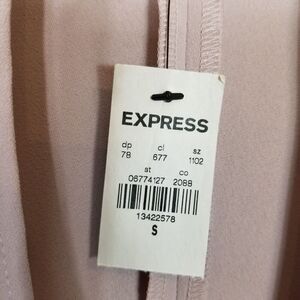 EXPRESS
dp cl sz
78 677 1102
st co
06774127 2088
13422578
S